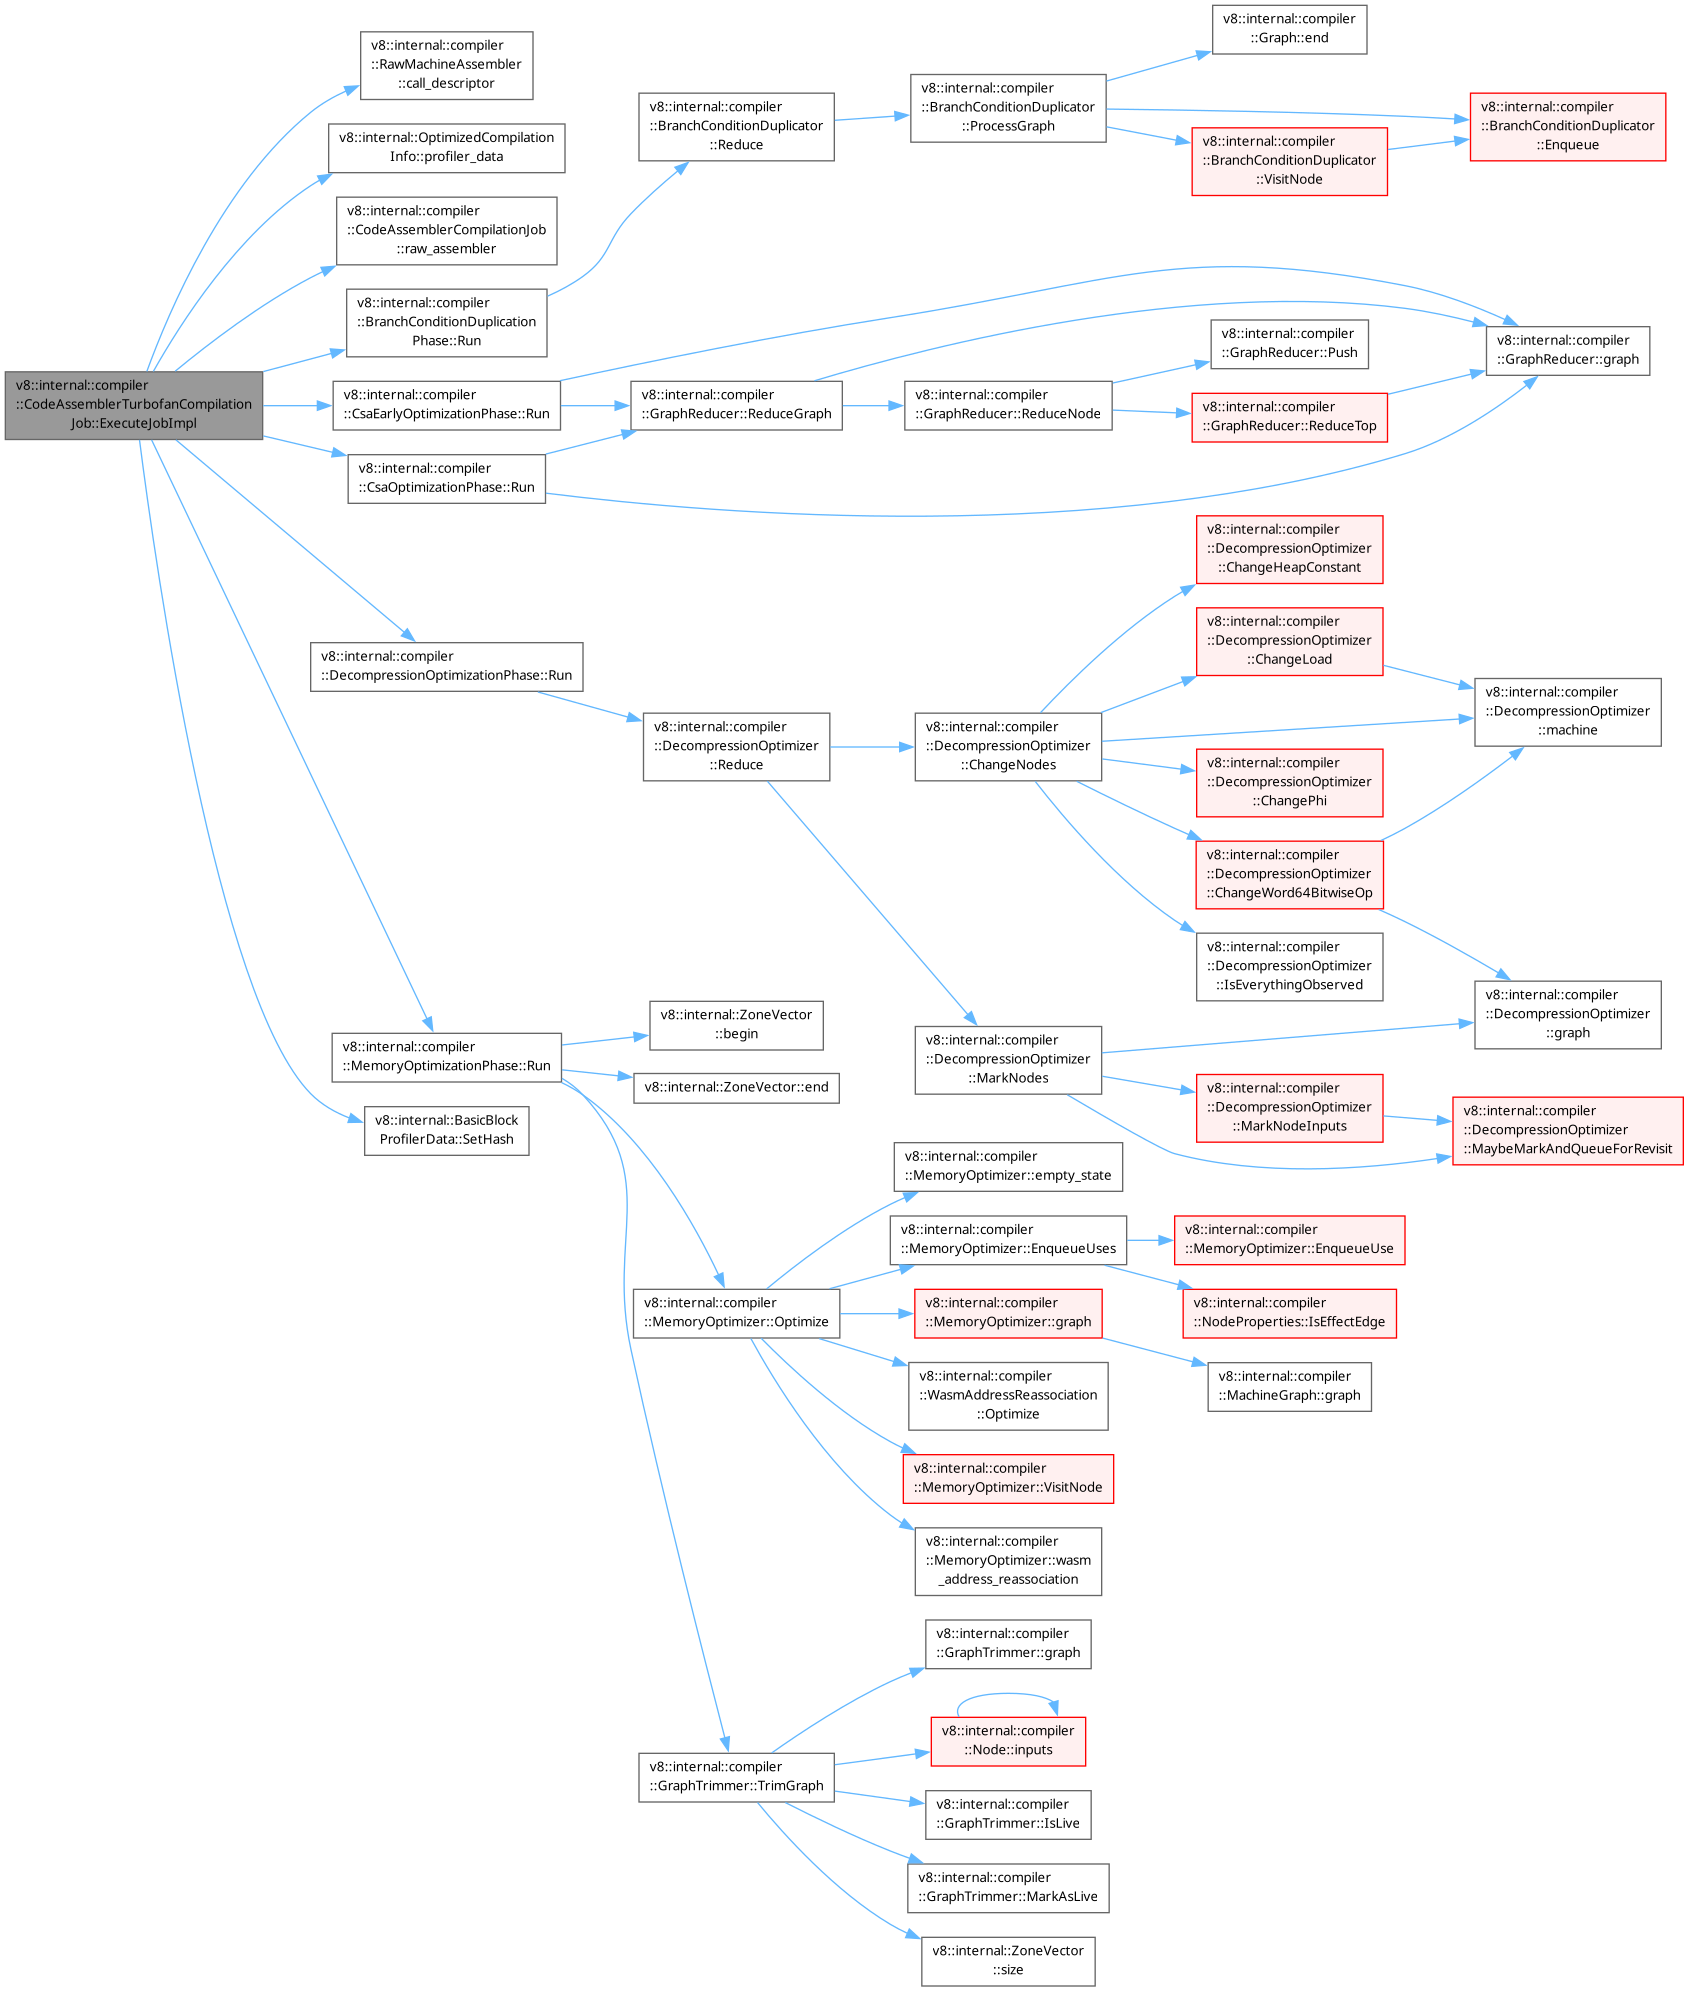 v8::internal::compiler
::CodeAssemblerTurbofanCompilation
Job::ExecuteJobImpl
v8::internal::compiler
::RawMachineAssembler
::call_descriptor
v8::internal::OptimizedCompilation
Info::profiler_data
v8::internal::compiler
::CodeAssemblerCompilationJob
::raw_assembler
v8::internal::compiler
::BranchConditionDuplication
Phase::Run
v8::internal::compiler
::CsaEarlyOptimizationPhase::Run
v8::internal::compiler
::CsaOptimizationPhase::Run
v8::internal::compiler
::DecompressionOptimizationPhase::Run
v8::internal::compiler
::MemoryOptimizationPhase::Run
v8::internal::BasicBlock
ProfilerData::SetHash
v8::internal::compiler
::BranchConditionDuplicator
::Reduce
v8::internal::compiler
::GraphReducer::ReduceGraph
v8::internal::compiler
::DecompressionOptimizer
::Reduce
v8::internal::ZoneVector
::begin
v8::internal::ZoneVector::end
v8::internal::compiler
::MemoryOptimizer::Optimize
v8::internal::compiler
::GraphTrimmer::TrimGraph
v8::internal::compiler
::BranchConditionDuplicator
::ProcessGraph
v8::internal::compiler
::GraphReducer::ReduceNode
v8::internal::compiler
::DecompressionOptimizer
::ChangeNodes
v8::internal::compiler
::DecompressionOptimizer
::MarkNodes
v8::internal::compiler
::MemoryOptimizer::empty_state
v8::internal::compiler
::MemoryOptimizer::EnqueueUses
v8::internal::compiler
::MemoryOptimizer::graph
v8::internal::compiler
::WasmAddressReassociation
::Optimize
v8::internal::compiler
::MemoryOptimizer::VisitNode
v8::internal::compiler
::MemoryOptimizer::wasm
_address_reassociation
v8::internal::compiler
::GraphTrimmer::graph
v8::internal::compiler
::Node::inputs
v8::internal::compiler
::GraphTrimmer::IsLive
v8::internal::compiler
::GraphTrimmer::MarkAsLive
v8::internal::ZoneVector
::size
v8::internal::compiler
::Graph::end
v8::internal::compiler
::BranchConditionDuplicator
::VisitNode
v8::internal::compiler
::GraphReducer::Push
v8::internal::compiler
::GraphReducer::ReduceTop
v8::internal::compiler
::DecompressionOptimizer
::ChangeHeapConstant
v8::internal::compiler
::DecompressionOptimizer
::ChangeLoad
v8::internal::compiler
::DecompressionOptimizer
::ChangePhi
v8::internal::compiler
::DecompressionOptimizer
::ChangeWord64BitwiseOp
v8::internal::compiler
::DecompressionOptimizer
::IsEverythingObserved
v8::internal::compiler
::DecompressionOptimizer
::MarkNodeInputs
v8::internal::compiler
::MemoryOptimizer::EnqueueUse
v8::internal::compiler
::NodeProperties::IsEffectEdge
v8::internal::compiler
::MachineGraph::graph
v8::internal::compiler
::BranchConditionDuplicator
::Enqueue
v8::internal::compiler
::GraphReducer::graph
v8::internal::compiler
::DecompressionOptimizer
::machine
v8::internal::compiler
::DecompressionOptimizer
::graph
v8::internal::compiler
::DecompressionOptimizer
::MaybeMarkAndQueueForRevisit